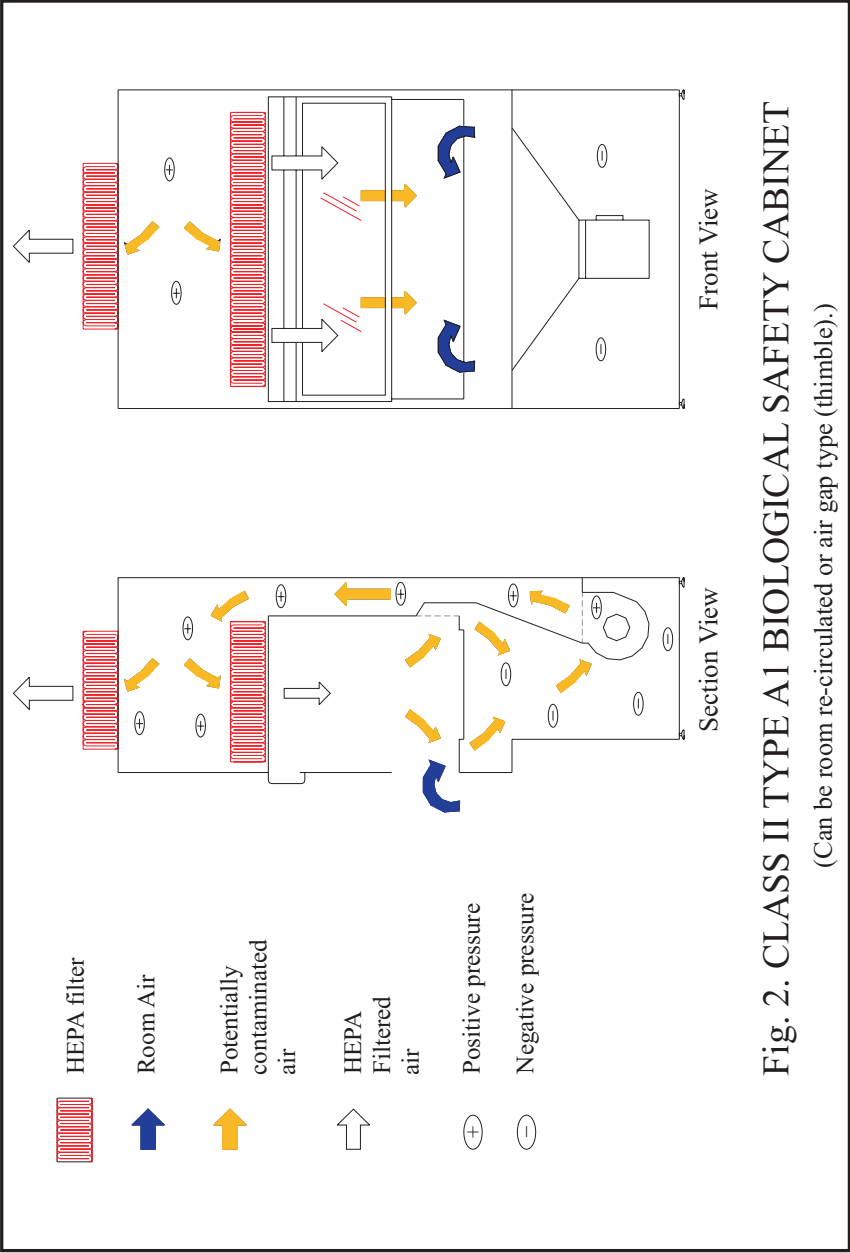 HEPA filter
Room Air
Potentially
contaminated
air
HEPA
Filtered
air
Positive pressure
Negative pressure
Section View
Front View
Fig. 2. CLASS II TYPE A1 BIOLOGICAL SAFETY CABINET
(Can be room re-circulated or air gap type (thimble).)